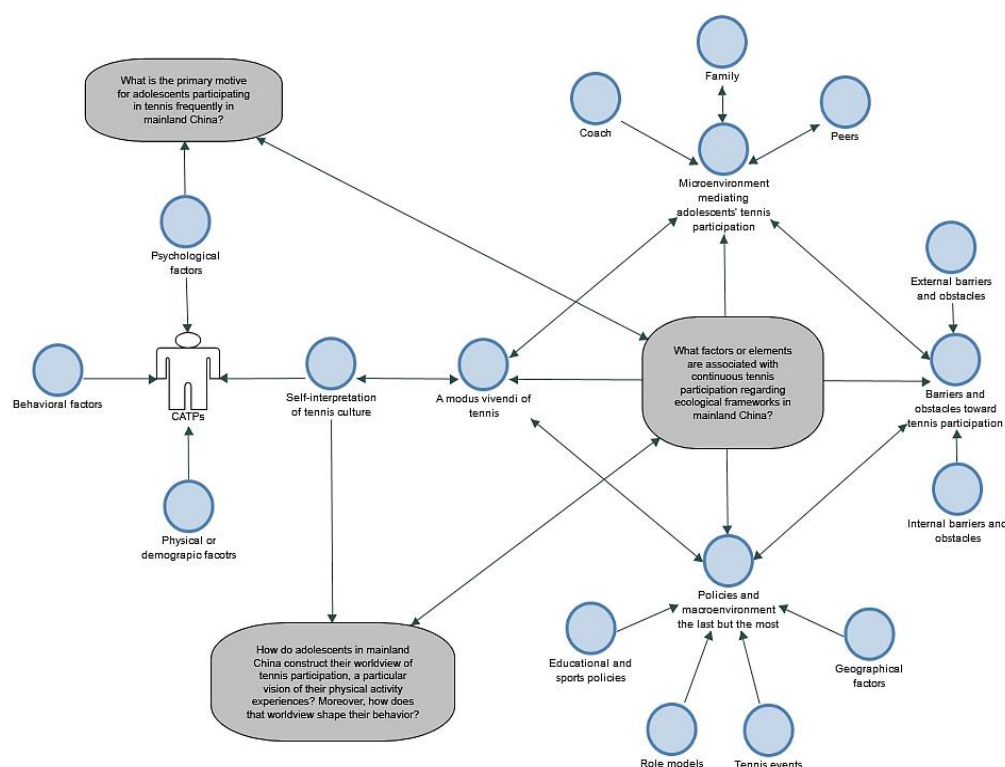 What is the primary motive
for adolescents participating
in tennis frequently in
mainland China?
Family
Coach
Peers
Microenvironment
mediating
adolescents' tennis
participation
Psychological
factors
External barriers
and obstacles
Behavioral factors
CATPs
Self-interpretation
of tennis culture
A modus vivendi of
tennis
What factors or elements
are associated with
continuous tennis
participation regarding
ecological frameworks in
mainland China?
Barriers and
obstacles toward
tennis participation
Physical or
demograpic facotrs
Internal barriers and
obstacles
Policies and
macroenvironment
the last but the most
How do adolescents in mainland
China construct their worldview of
tennis participation, a particular
vision of their physical activity
experiences? Moreover, how does
that worldview shape their behavior?
Educational and
sports policies
Geographical
factors
Role models
Tennis events